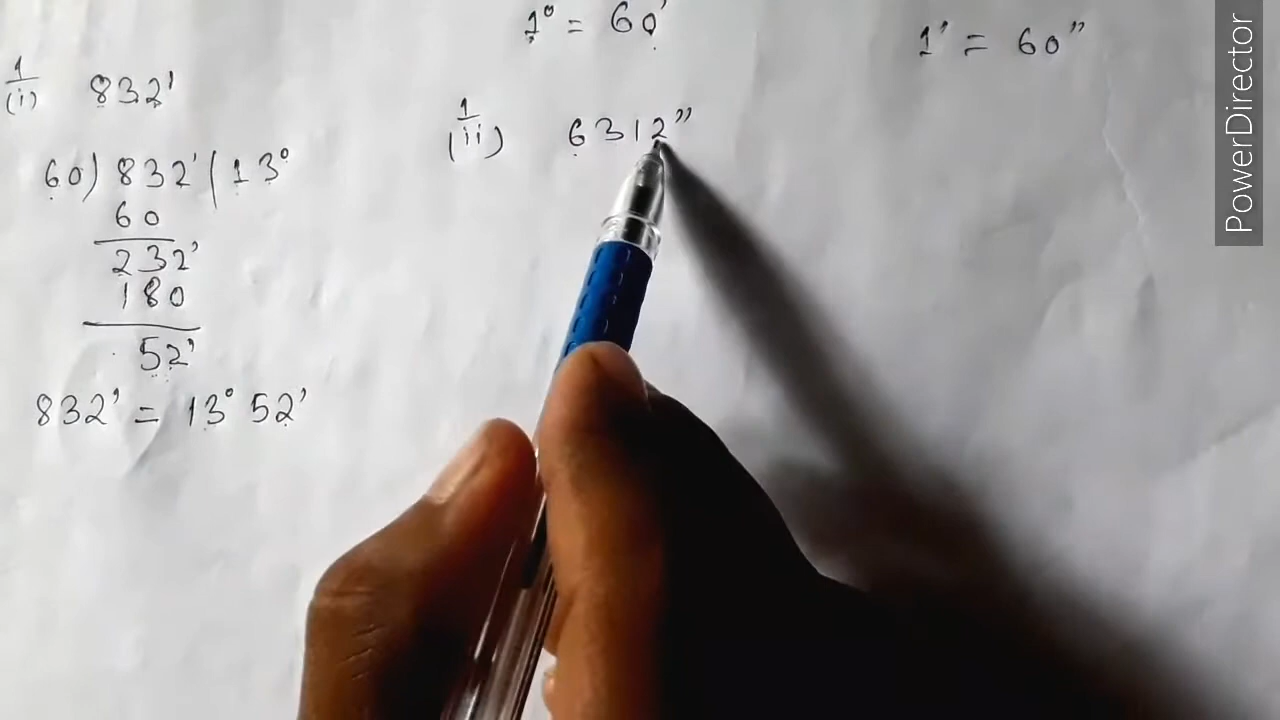 1° = 60'
1' = 60"
1/(i) 832'
60) 832' ( 13°
60
232'
180
52'
832' = 13° 52'
1/(ii) 6312"
PowerDirector